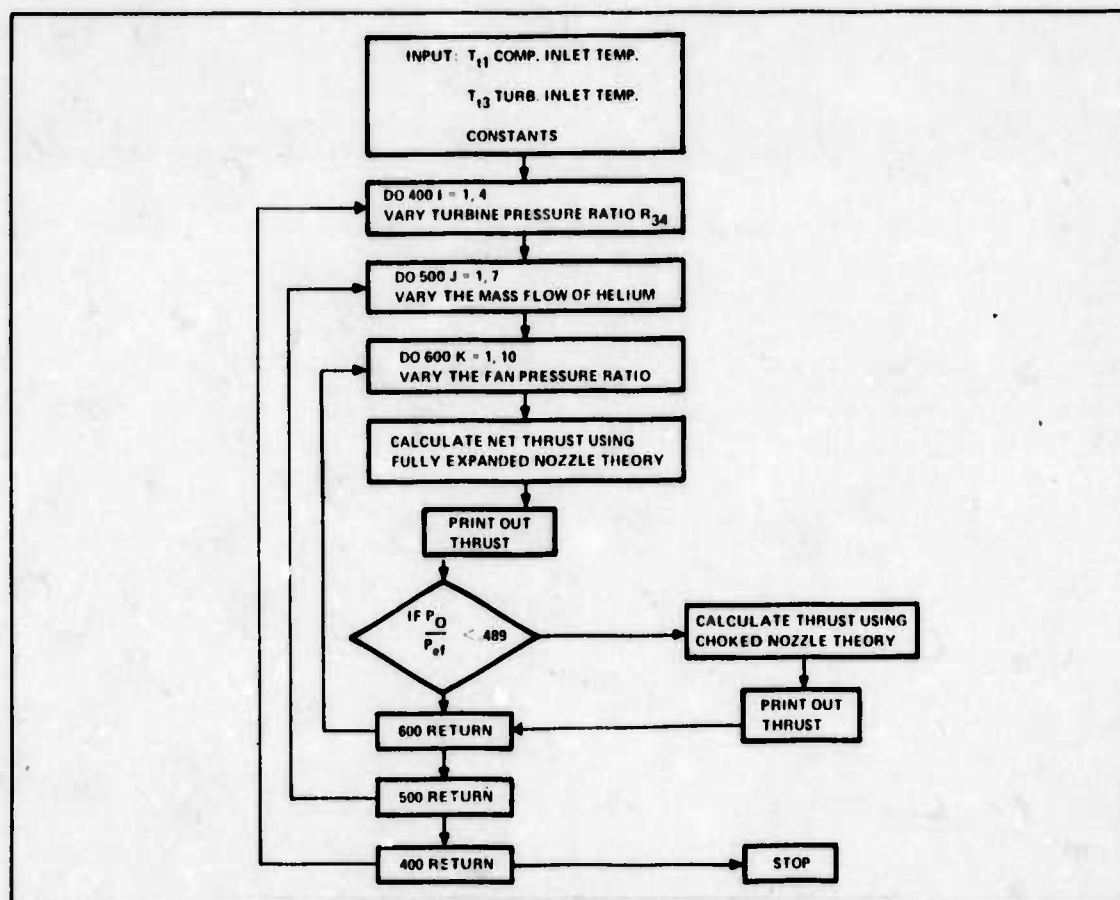 INPUT: Tt1 COMP. INLET TEMP.
Tt3 TURB. INLET TEMP.
CONSTANTS
DO 400 I = 1, 4
VARY TURBINE PRESSURE RATIO R34
DO 500 J = 1, 7
VARY THE MASS FLOW OF HELIUM
DO 600 K = 1, 10
VARY THE FAN PRESSURE RATIO
CALCULATE NET THRUST USING
FULLY EXPANDED NOZZLE THEORY
PRINT OUT
THRUST
IF PO
Pef < .489
CALCULATE THRUST USING
CHOKED NOZZLE THEORY
PRINT OUT
THRUST
600 RETURN
500 RETURN
400 RETURN
STOP